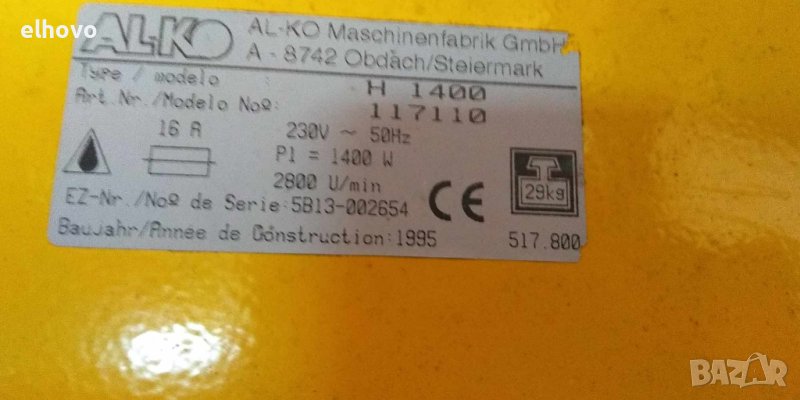 elhovo
AL-KO
AL-KO Maschinenfabrik GmbH
A - 8742 Obdach/Steiermark
Type / modelo : H 1400
Art.Nr./Modelo Noº: 117110
16 A 230V ~ 50Hz
P1 = 1400 W
2800 U/min
29kg
EZ-Nr./Noº de Serie:5B13-002654
CE
Baujahr/Annee de Construction:1995 517.800
BAZAR